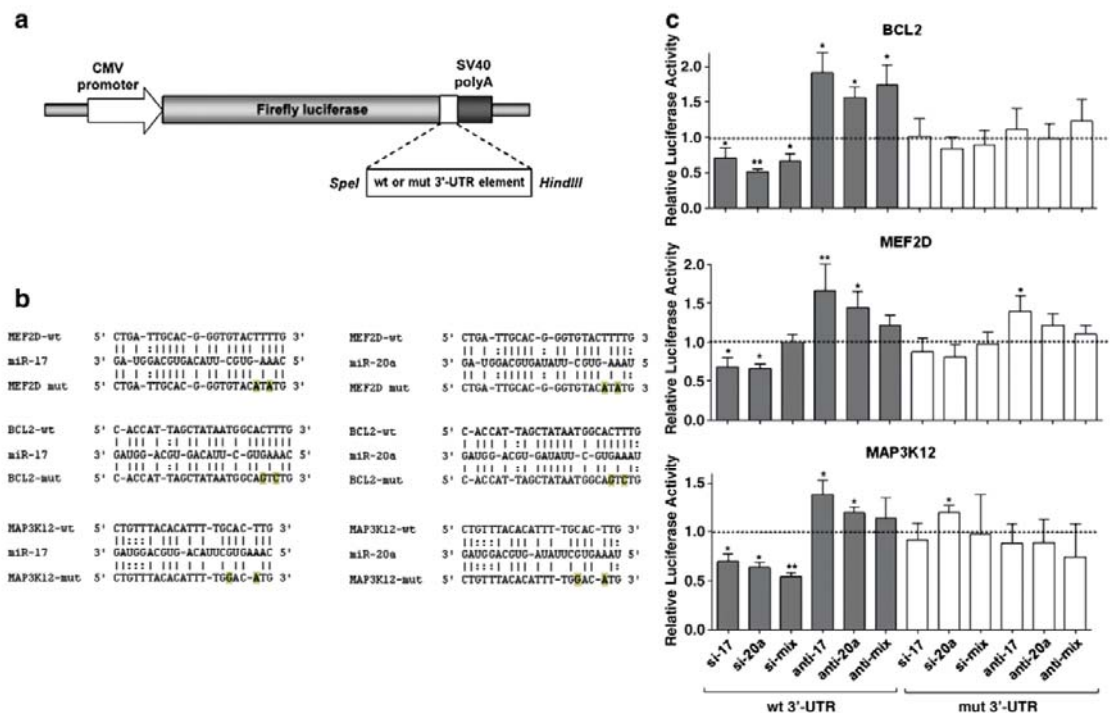 a
CMV promoter
SV40 polyA
Firefly luciferase
SpeI
wt or mut 3'-UTR element
HindIII
b
MEF2D-wt 5' CTGA-TTGCAC-G-GGTGTACTTTTG 3'
miR-17 3' GA-UGGACGUGACAUU-CGUG-AAAC 5'
MEF2D mut 5' CTGA-TTGCAC-G-GGTGTACATATG 3'
MEF2D-wt 5' CTGA-TTGCAC-G-GGTGTACTTTTG 3
miR-20a 3' GA-UGGACGUGAUAUU-CGUG-AAAU 5
MEF2D mut 5' CTGA-TTGCAC-G-GGTGTACATATG 3
BCL2-wt 5' C-ACCAT-TAGCTATAATGGCACTTTG 3'
miR-17 3' GAUGG-ACGU-GACAUU-C-GUGAAAC 5'
BCL2-mut 5' C-ACCAT-TAGCTATAATGGCAGTCTG 3'
BCL2-wt 5' C-ACCAT-TAGCTATAATGGCACTTTG
miR-20a 3' GAUGG-ACGU-GAUAUU-C-GUGAAAU
BCL2-mut 5' C-ACCAT-TAGCTATAATGGCAGTCTG
MAP3K12-wt 5' CTGTTTACACATTT-TGCAC-TTG 3'
miR-17 3' GAUGGACGUG-ACAUUCGUGAAAC 5'
MAP3K12-mut 5' CTGTTTACACATTT-TGGAC-ATG 3'
MAP3K12-wt 5' CTGTTTACACATTT-TGCAC-TTG 3'
miR-20a 3' GAUGGACGUG-AUAUUCGUGAAAU 5'
MAP3K12-mut 5' CTGTTTACACATTT-TGGAC-ATG 3'
c
BCL2
Relative Luciferase Activity
2.0
1.5
1.0
0.5
0.0
* ** * * * *
MEF2D
Relative Luciferase Activity
2.0
1.5
1.0
0.5
0.0
* * ** * *
MAP3K12
Relative Luciferase Activity
1.5
1.0
0.5
0.0
* * ** * * *
si-17 si-20a si-mix anti-17 anti-20a anti-mix si-17 si-20a si-mix anti-17 anti-20a anti-mix
wt 3'-UTR mut 3'-UTR